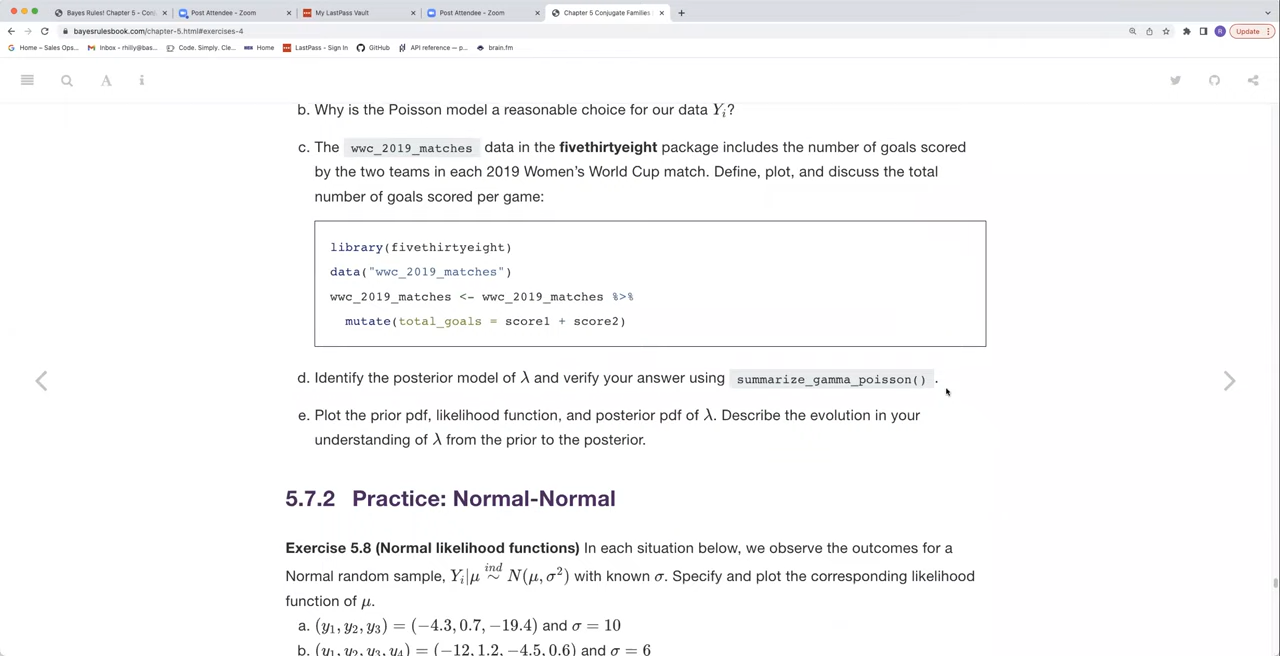 Bayes Rules! Chapter 5 - Conj
Post Attendee - Zoom
My LastPass Vault
Post Attendee - Zoom
Chapter 5 Conjugate Families
bayesrulesbook.com/chapter-5.html#exercises-4
R
Update
Home – Sales Ops...
Inbox - rhilly@bas...
Code. Simply. Cle...
Home
LastPass - Sign In
GitHub
API reference — p...
brain.fm
b. Why is the Poisson model a reasonable choice for our data Yᵢ?
c. The wwc_2019_matches data in the fivethirtyeight package includes the number of goals scored
by the two teams in each 2019 Women's World Cup match. Define, plot, and discuss the total
number of goals scored per game:
library(fivethirtyeight)
data("wwc_2019_matches")
wwc_2019_matches <- wwc_2019_matches %>%
mutate(total_goals = score1 + score2)
d. Identify the posterior model of λ and verify your answer using summarize_gamma_poisson() .
e. Plot the prior pdf, likelihood function, and posterior pdf of λ. Describe the evolution in your
understanding of λ from the prior to the posterior.
5.7.2 Practice: Normal-Normal
Exercise 5.8 (Normal likelihood functions) In each situation below, we observe the outcomes for a
Normal random sample, Yᵢ|μ ind ~ N(μ, σ²) with known σ. Specify and plot the corresponding likelihood
function of μ.
a. (y₁, y₂, y₃) = (−4.3, 0.7, −19.4) and σ = 10
b. (y₁, y₂, y₃, y₄) = (−12, 1.2, −4.5, 0.6) and σ = 6